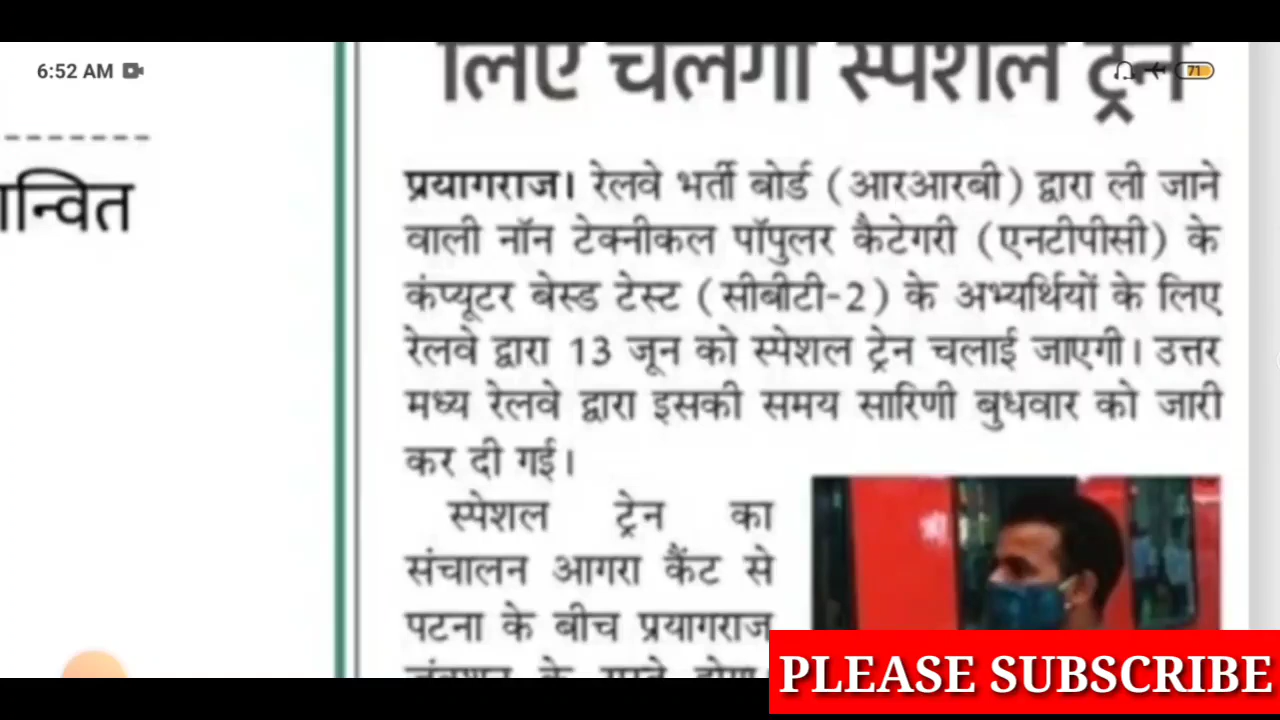 लिए चलेगी स्पेशल ट्रेन
6:52 AM
71
न्वित
प्रयागराज। रेलवे भर्ती बोर्ड (आरआरबी) द्वारा ली जाने
वाली नॉन टेक्नीकल पॉपुलर कैटेगरी (एनटीपीसी) के
कंप्यूटर बेस्ड टेस्ट (सीबीटी-2) के अभ्यर्थियों के लिए
रेलवे द्वारा 13 जून को स्पेशल ट्रेन चलाई जाएगी। उत्तर
मध्य रेलवे द्वारा इसकी समय सारिणी बुधवार को जारी
कर दी गई।
स्पेशल ट्रेन का
संचालन आगरा कैंट से
पटना के बीच प्रयागराज
PLEASE SUBSCRIBE